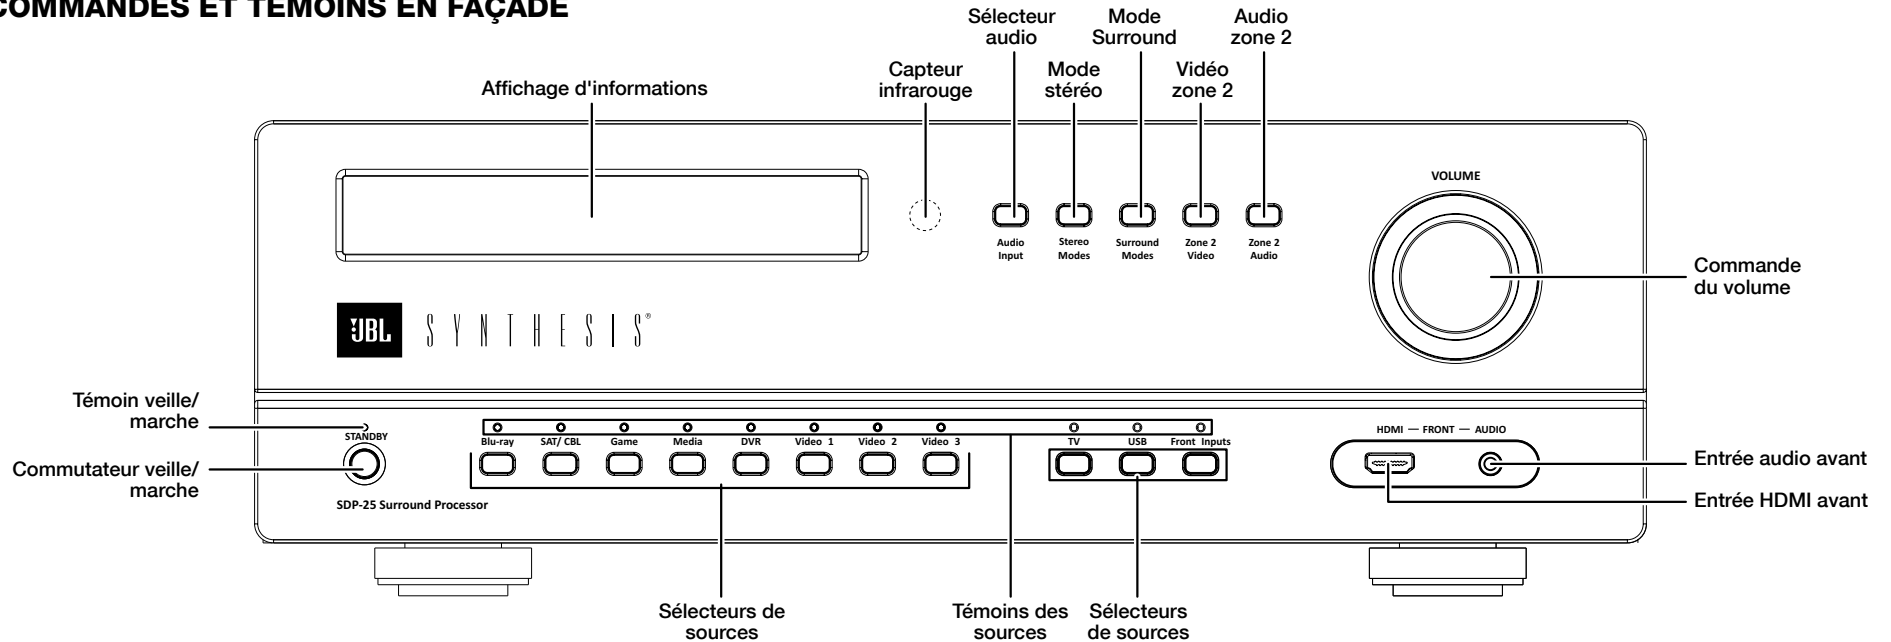 COMMANDES ET TÉMOINS EN FAÇADE
Sélecteur
audio
Mode
Surround
Audio
zone 2
Affichage d'informations
Capteur
infrarouge
Mode
stéréo
Vidéo
zone 2
VOLUME
Audio
Input
Stereo
Modes
Surround
Modes
Zone 2
Video
Zone 2
Audio
Commande
du volume
JBL SYNTHESIS®
Témoin veille/
marche
STANDBY
Blu-ray SAT/ CBL Game Media DVR Video 1 Video 2 Video 3 TV USB Front Inputs
HDMI — FRONT — AUDIO
Commutateur veille/
marche
Entrée audio avant
Entrée HDMI avant
SDP-25 Surround Processor
Sélecteurs de
sources
Témoins des
sources
Sélecteurs
de sources